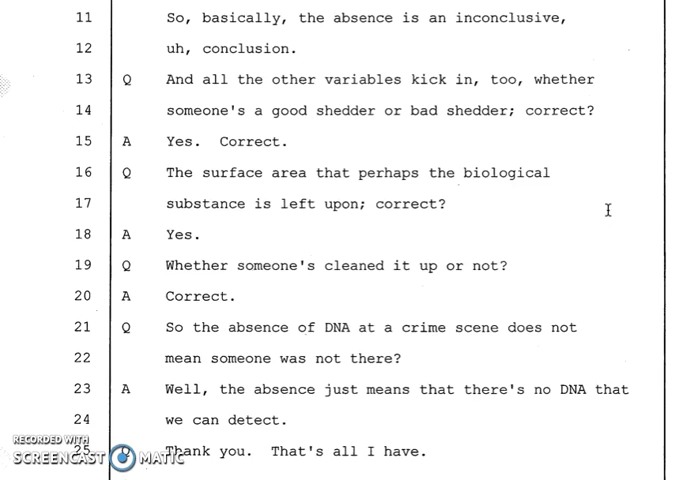 11 So, basically, the absence is an inconclusive,
12 uh, conclusion.
13 Q And all the other variables kick in, too, whether
14 someone's a good shedder or bad shedder; correct?
15 A Yes. Correct.
16 Q The surface area that perhaps the biological
17 substance is left upon; correct?
18 A Yes.
19 Q Whether someone's cleaned it up or not?
20 A Correct.
21 Q So the absence of DNA at a crime scene does not
22 mean someone was not there?
23 A Well, the absence just means that there's no DNA that
24 we can detect.
25 Q Thank you. That's all I have.
RECORDED WITH
SCREENCAST MATIC